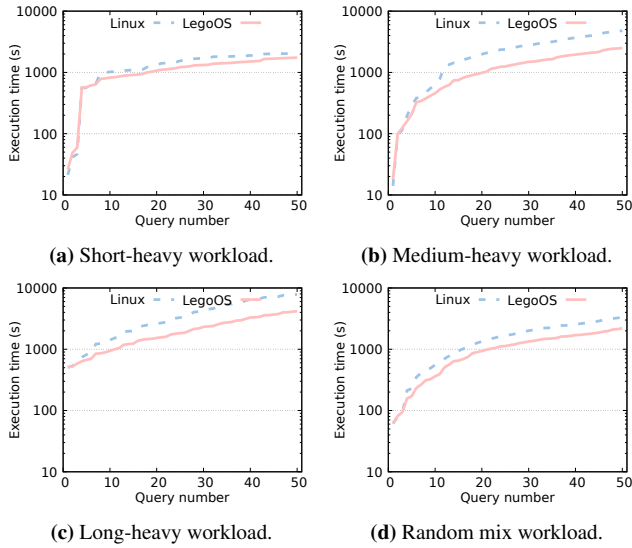 Linux LegoOS
Execution time (s)
10000
1000
100
10
0 10 20 30 40 50
Query number
(a) Short-heavy workload.
Linux LegoOS
Execution time (s)
10000
1000
100
10
0 10 20 30 40 50
Query number
(b) Medium-heavy workload.
Linux LegoOS
Execution time (s)
10000
1000
100
10
0 10 20 30 40 50
Query number
(c) Long-heavy workload.
Linux LegoOS
Execution time (s)
10000
1000
100
10
0 10 20 30 40 50
Query number
(d) Random mix workload.